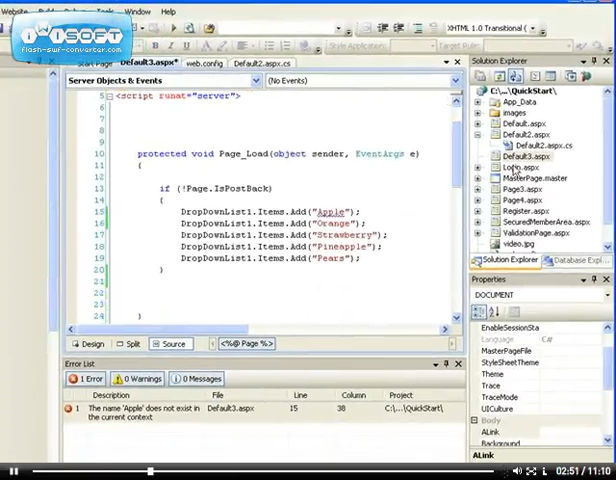 Website
Window
Help
iWISOFT
flash-swf-converter.com
XHTML 1.0 Transitional (
Style Application:
Target Rule:
Start Page
Default3.aspx*
web.config
Default2.aspx.cs
Server Objects & Events
(No Events)
5
<script runat="server">
10
protected void Page_Load(object sender, EventArgs e)
11
{
13
if (!Page.IsPostBack)
14
{
15
DropDownList1.Items.Add("Apple");
16
DropDownList1.Items.Add("Orange");
17
DropDownList1.Items.Add("Strawberry");
18
DropDownList1.Items.Add("Pineapple");
19
DropDownList1.Items.Add("Pears");
20
}
21
23
24
}
Design
Split
Source
<%@ Page %>
Error List
1 Error
0 Warnings
0 Messages
Description
File
Line
Column
Project
1
The name 'Apple' does not exist in the current context
Default3.aspx
15
38
C:\...\QuickStart\
Solution Explorer
C:\...\QuickStart\
App_Data
images
Default.aspx
Default2.aspx
Default2.aspx.cs
Default3.aspx
Login.aspx
MasterPage.master
Page3.aspx
Page4.aspx
Register.aspx
SecuredMemberArea.aspx
ValidationPage.aspx
video.jpg
Solution Explorer
Database Expl...
Properties
DOCUMENT
EnableSessionSta
Language
C#
MasterPageFile
StyleSheetTheme
Theme
Trace
TraceMode
UICulture
Body
ALink
Background
ALink
02:51/11:10